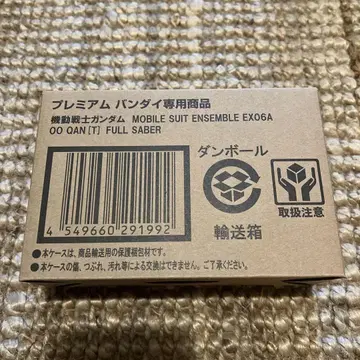 プレミアム バンダイ専用商品
機動戦士ガンダム MOBILE SUIT ENSEMBLE EX06A
OO QAN[T] FULL SABER
4 549660 291992
ダンボール
輸送箱
取扱注意
●本ケースは、商品輸送用の保護梱包材です。
●本ケースの傷、つぶれ、汚れ等による交換はできません。ご了承ください。